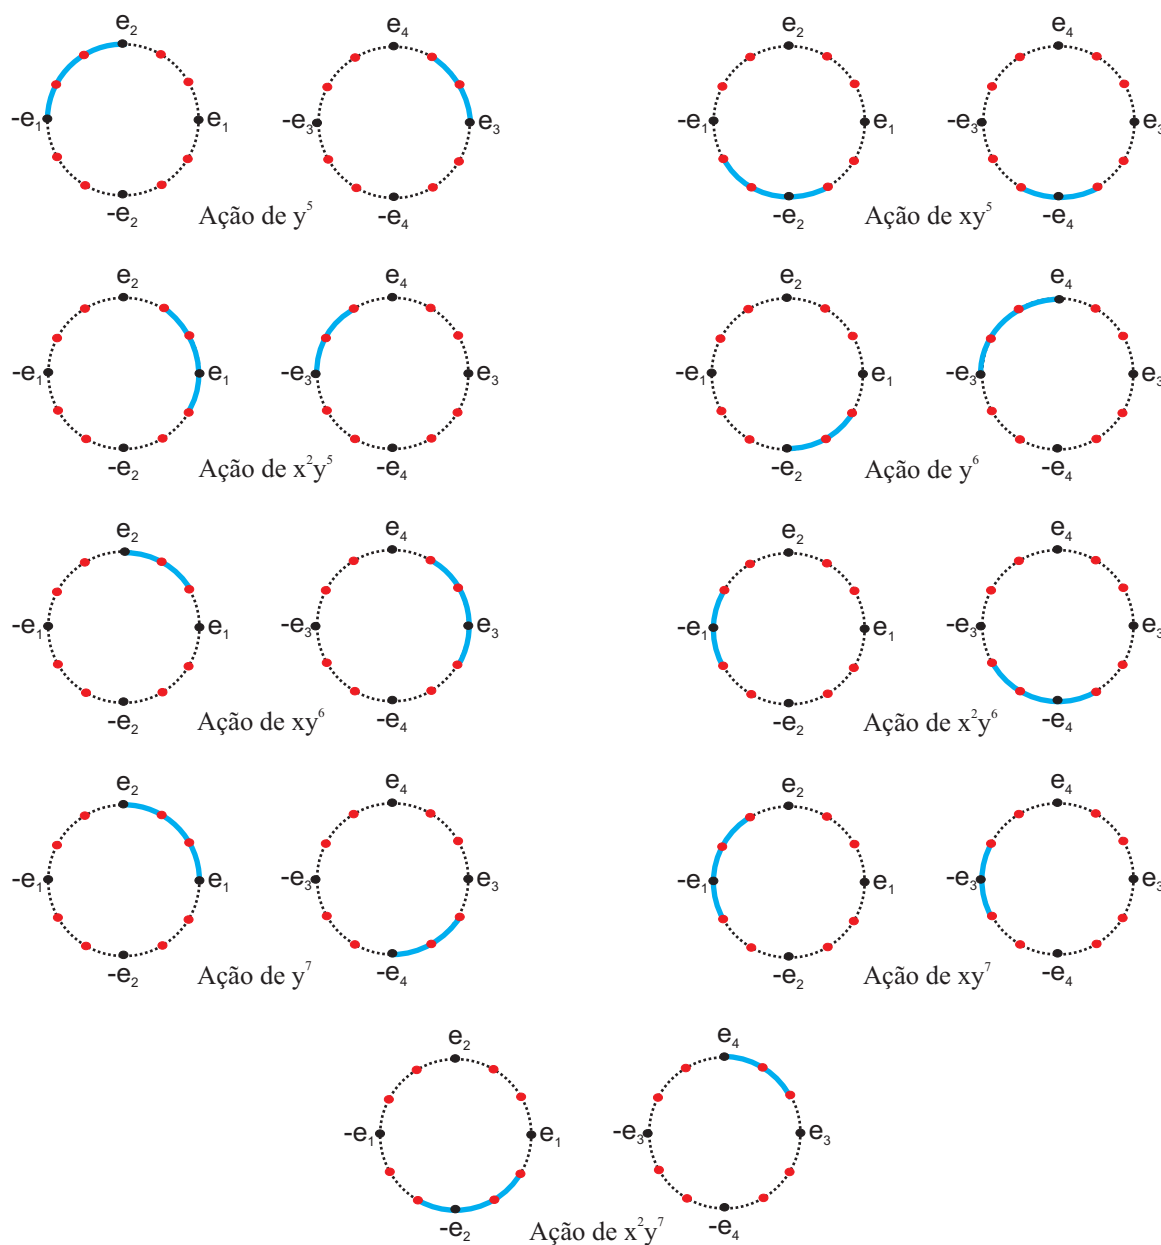 e₂ e₄ e₂ e₄
-e₁ e₁ -e₃ e₃ -e₁ e₁ -e₃ e₃
-e₂ -e₄ -e₂ -e₄
Ação de y⁵ Ação de xy⁵
e₂ e₄ e₂ e₄
-e₁ e₁ -e₃ e₃ -e₁ e₁ -e₃ e₃
-e₂ -e₄ -e₂ -e₄
Ação de x²y⁵ Ação de y⁶
e₂ e₄ e₂ e₄
-e₁ e₁ -e₃ e₃ -e₁ e₁ -e₃ e₃
-e₂ -e₄ -e₂ -e₄
Ação de xy⁶ Ação de x²y⁶
e₂ e₄ e₂ e₄
-e₁ e₁ -e₃ e₃ -e₁ e₁ -e₃ e₃
-e₂ -e₄ -e₂ -e₄
Ação de y⁷ Ação de xy⁷
e₂ e₄
-e₁ e₁ -e₃ e₃
-e₂ -e₄
Ação de x²y⁷